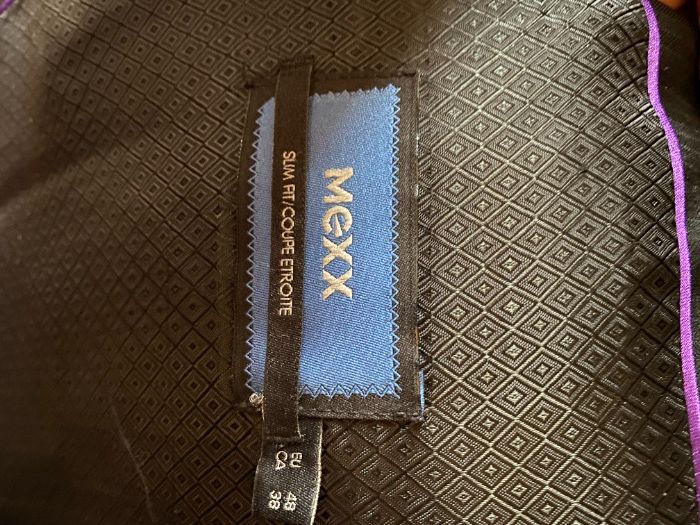 Mexx
SLIM FIT/COUPE ETROITE
EU 48
CA 38